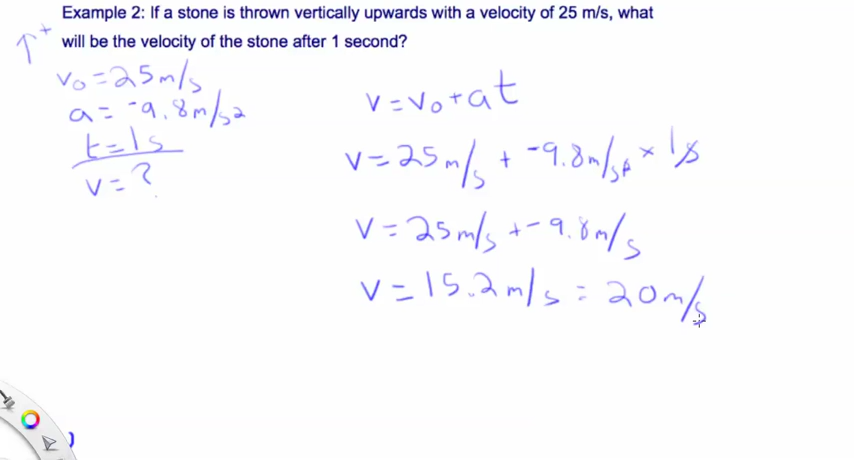 Example 2: If a stone is thrown vertically upwards with a velocity of 25 m/s, what
will be the velocity of the stone after 1 second?
↑+
v₀ = 25 m/s
a = -9.8 m/s2
t = 1s
v = ?
v = v₀ + at
v = 25 m/s + -9.8 m/s2 × 1s
v = 25 m/s + -9.8 m/s
v = 15.2 m/s = 20 m/s